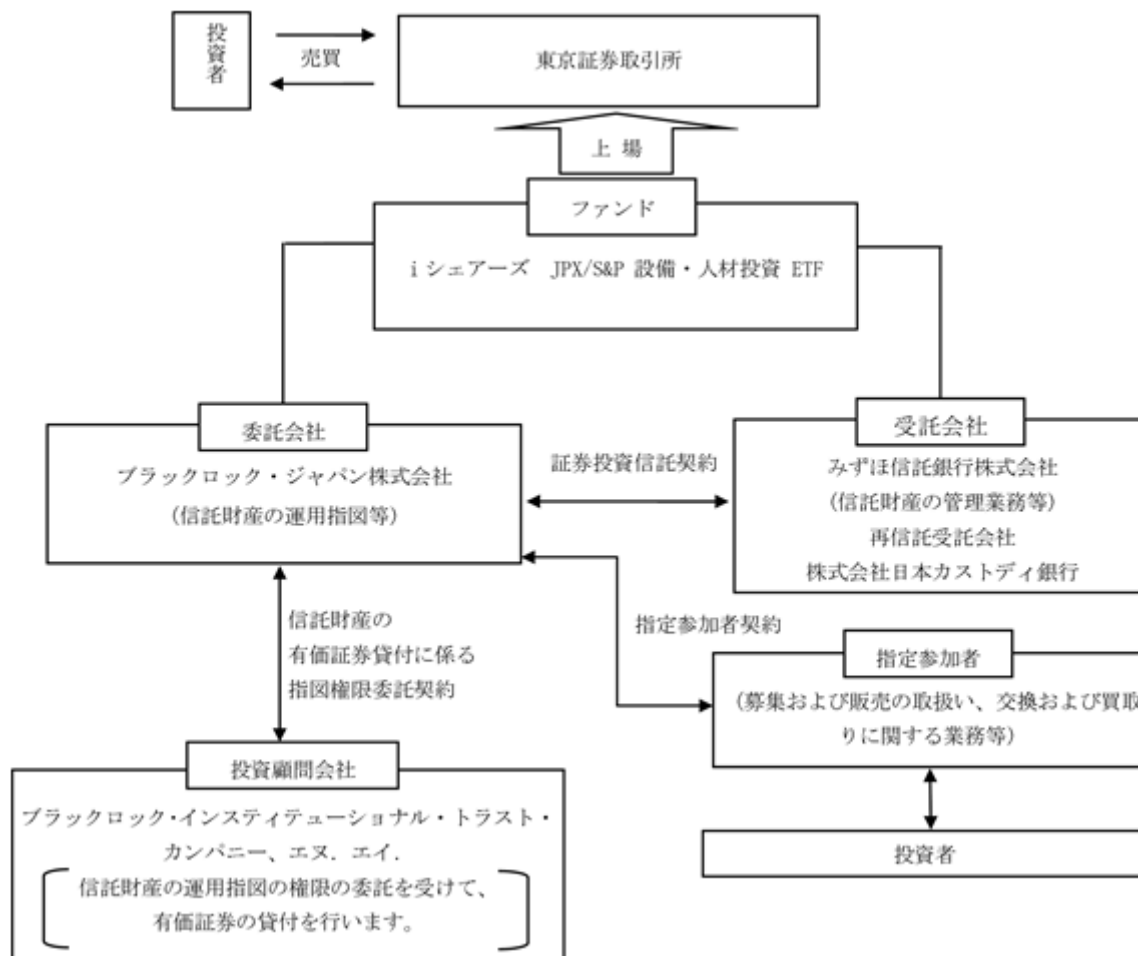 投資者
売買
東京証券取引所
上 場
ファンド
i シェアーズ JPX/S&P 設備・人材投資 ETF
委託会社
ブラックロック・ジャパン株式会社
(信託財産の運用指図等)
証券投資信託契約
受託会社
みずほ信託銀行株式会社
(信託財産の管理業務等)
再信託受託会社
株式会社日本カストディ銀行
信託財産の
有価証券貸付に係る
指図権限委託契約
指定参加者契約
指定参加者
(募集および販売の取扱い、交換および買取
りに関する業務等)
投資者
投資顧問会社
ブラックロック・インスティテューショナル・トラスト・
カンパニー、エヌ．エイ．
信託財産の運用指図の権限の委託を受けて、
有価証券の貸付を行います。